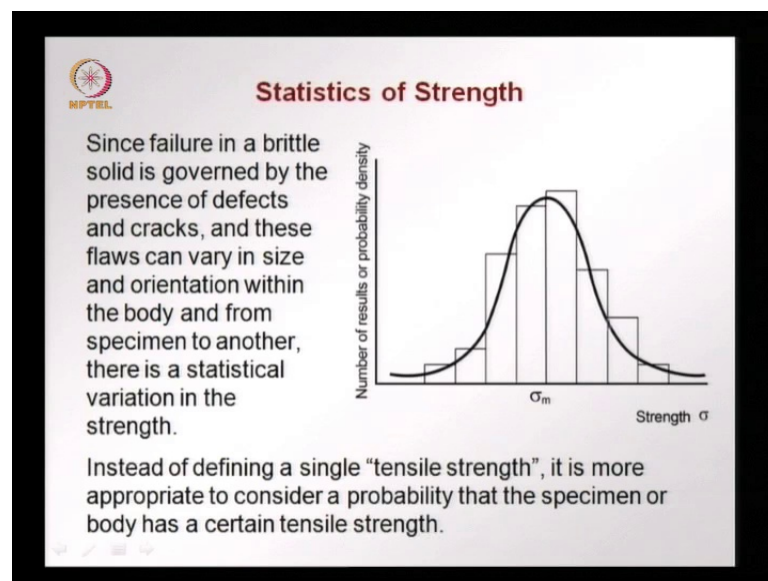 NPTEL
Statistics of Strength
Since failure in a brittle
solid is governed by the
presence of defects
and cracks, and these
flaws can vary in size
and orientation within
the body and from
specimen to another,
there is a statistical
variation in the
strength.
Number of results or probability density
σm
Strength σ
Instead of defining a single “tensile strength”, it is more
appropriate to consider a probability that the specimen or
body has a certain tensile strength.